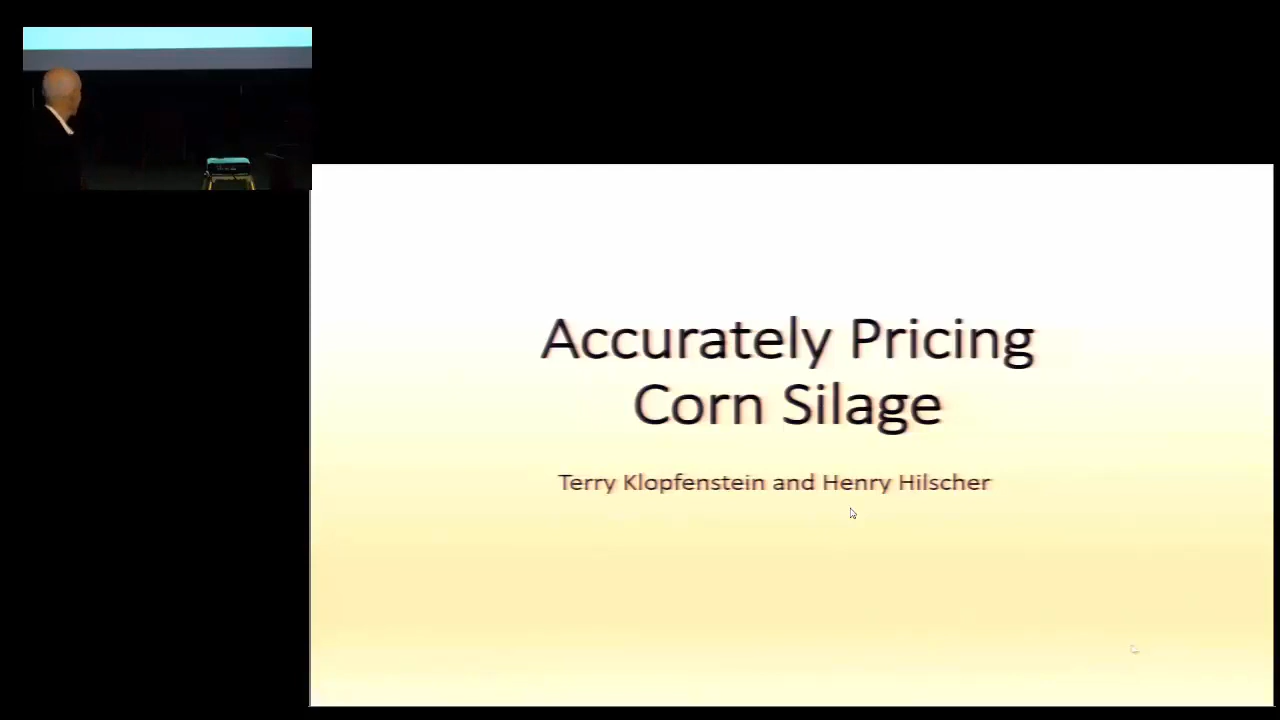 Accurately Pricing
Corn Silage
Terry Klopfenstein and Henry Hilscher